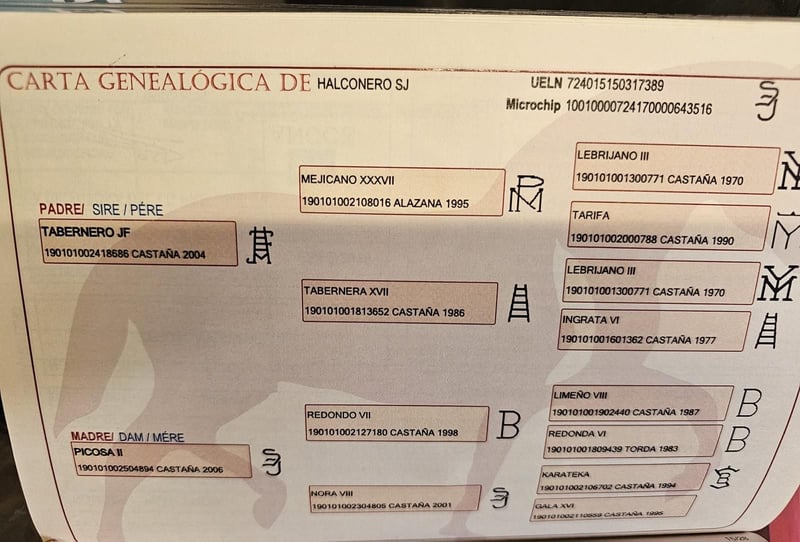 CARTA GENEALÓGICA DE HALCONERO SJ
UELN 724015150317389
Microchip 10010000724170000643516
PADRE/ SIRE / PÉRE
TABERNERO JF
190101002418686 CASTAÑA 2004
MEJICANO XXXVII
190101002108016 ALAZANA 1995
LEBRIJANO III
190101001300771 CASTAÑA 1970
TARIFA
190101002000788 CASTAÑA 1990
TABERNERA XVII
190101001813652 CASTAÑA 1986
LEBRIJANO III
190101001300771 CASTAÑA 1970
INGRATA VI
190101001601362 CASTAÑA 1977
MADRE/ DAM / MÉRE
PICOSA II
190101002504894 CASTAÑA 2006
REDONDO VII
190101002127180 CASTAÑA 1998
LIMEÑO VIII
190101001902440 CASTAÑA 1987
REDONDA VI
190101001809439 TORDA 1983
NORA VIII
190101002304805 CASTAÑA 2001
KARATEKA
190101002106702 CASTAÑA 1994
GALA XVI
CASTAÑA 1995